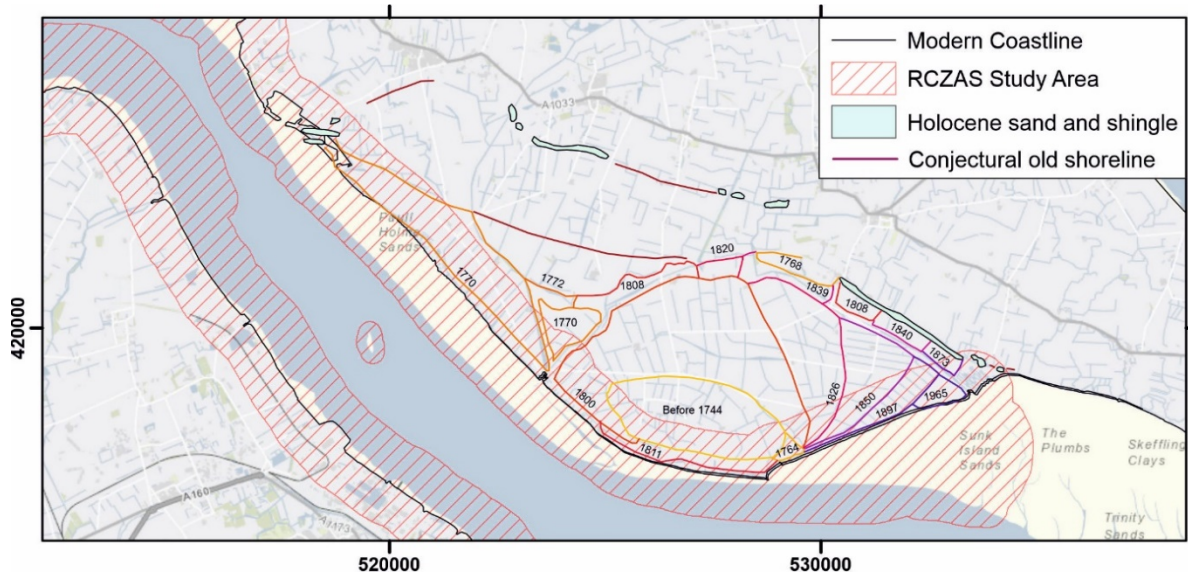 Modern Coastline
RCZAS Study Area
Holocene sand and shingle
Conjectural old shoreline
A1033
Paull
Holme
Sands
1770
1772
1808
1820
1768
1839
1808
1840
1873
1770
420000
1800
Before 1744
1826
1850
1897
1965
1811
1764
Sunk
Island
Sands
The
Plumbs
Skeffling
Clays
Trinity
Sands
A160
A1173
520000
530000